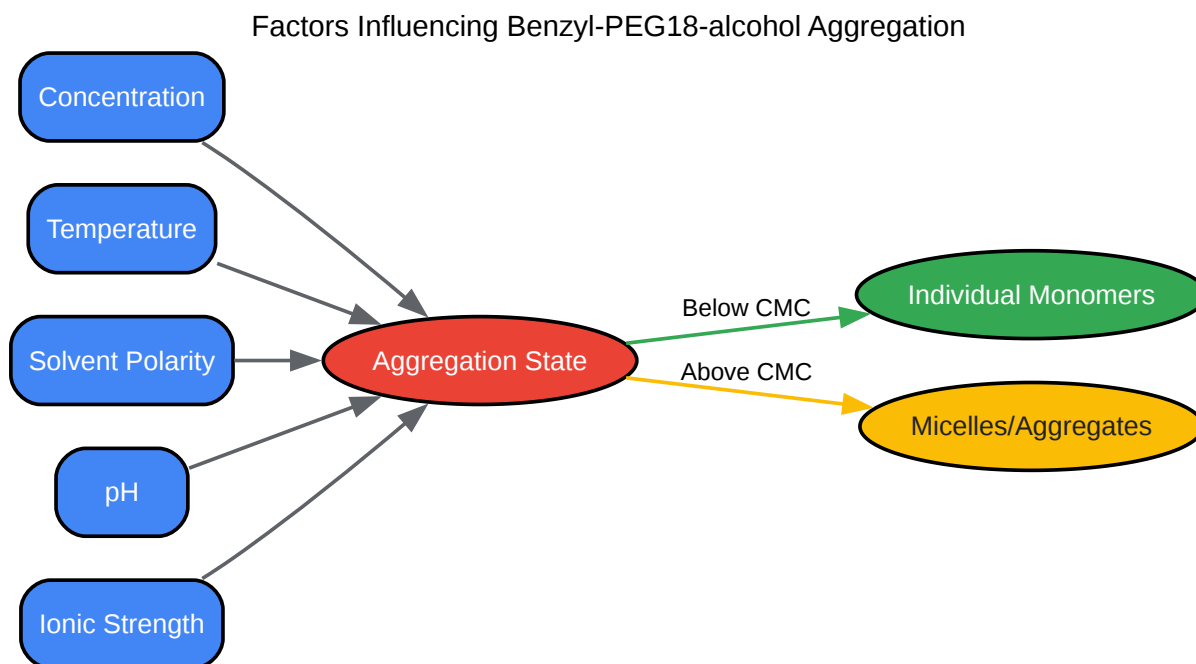 Factors Influencing Benzyl-PEG18-alcohol Aggregation
Concentration
Temperature
Solvent Polarity
pH
Ionic Strength
Aggregation State
Below CMC
Above CMC
Individual Monomers
Micelles/Aggregates